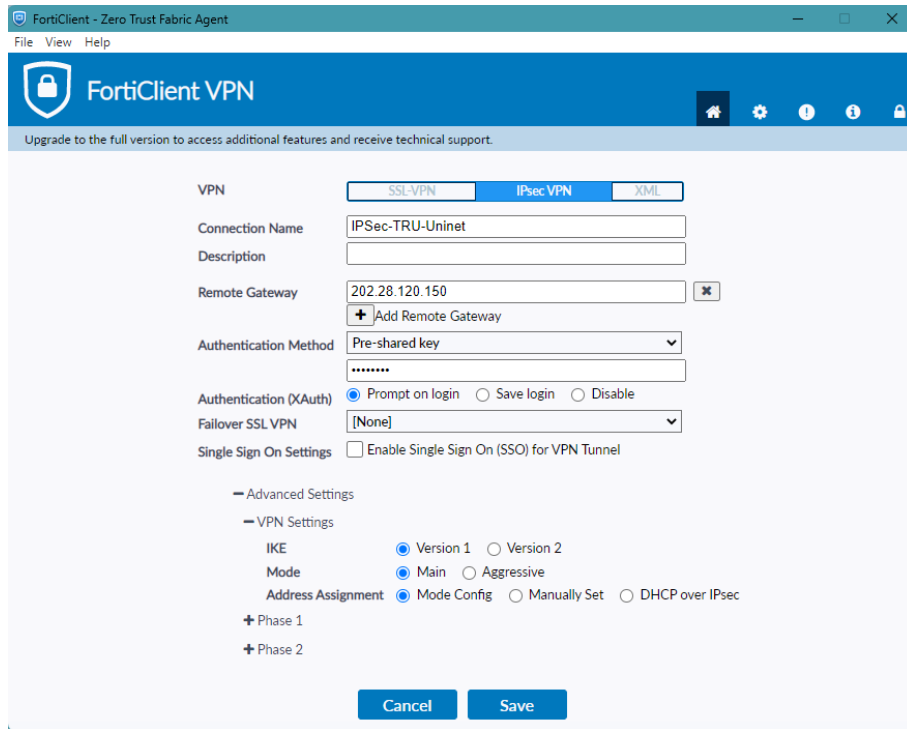 FortiClient - Zero Trust Fabric Agent
File View Help
FortiClient VPN
Upgrade to the full version to access additional features and receive technical support.
VPN SSL-VPN IPsec VPN XML
Connection Name IPSec-TRU-Uninet
Description
Remote Gateway 202.28.120.150
Add Remote Gateway
Authentication Method Pre-shared key
••••••••
Authentication (XAuth) Prompt on login Save login Disable
Failover SSL VPN [None]
Single Sign On Settings Enable Single Sign On (SSO) for VPN Tunnel
Advanced Settings
VPN Settings
IKE Version 1 Version 2
Mode Main Aggressive
Address Assignment Mode Config Manually Set DHCP over IPsec
Phase 1
Phase 2
Cancel Save